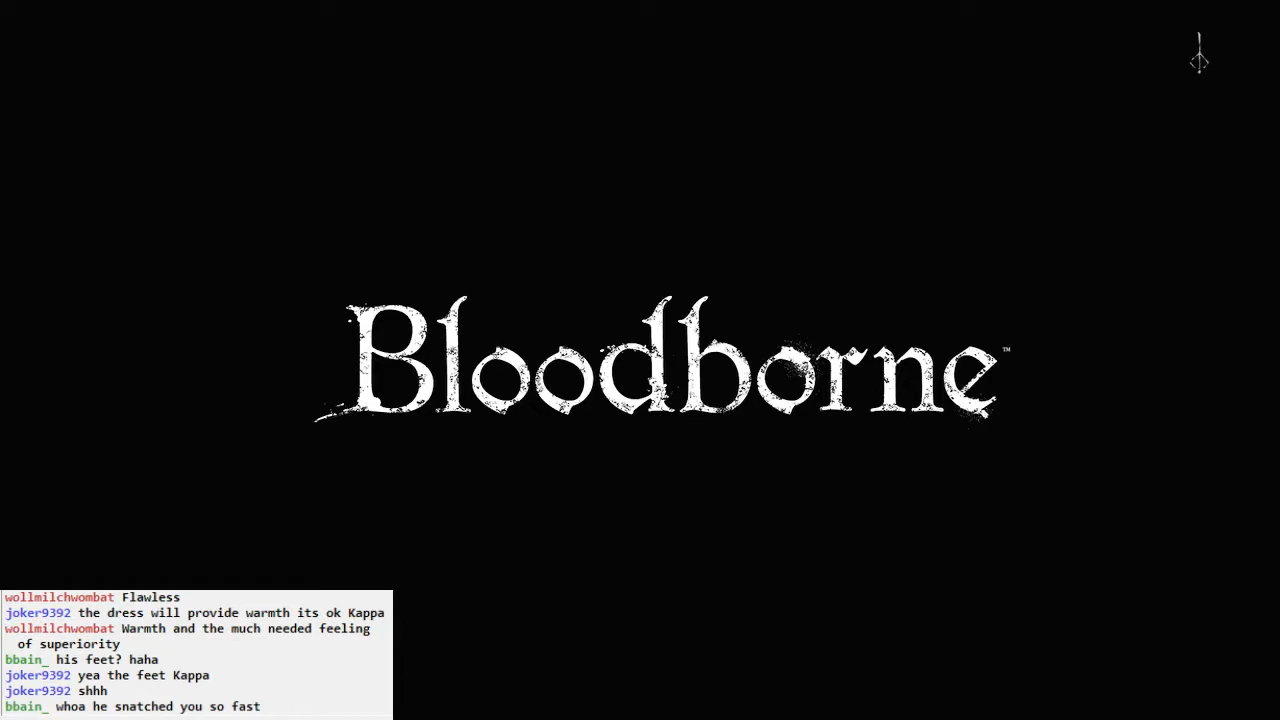 Bloodborne™
wollmilchwombat Flawless
joker9392 the dress will provide warmth its ok Kappa
wollmilchwombat Warmth and the much needed feeling
of superiority
bbain_ his feet? haha
joker9392 yea the feet Kappa
joker9392 shhh
bbain_ whoa he snatched you so fast